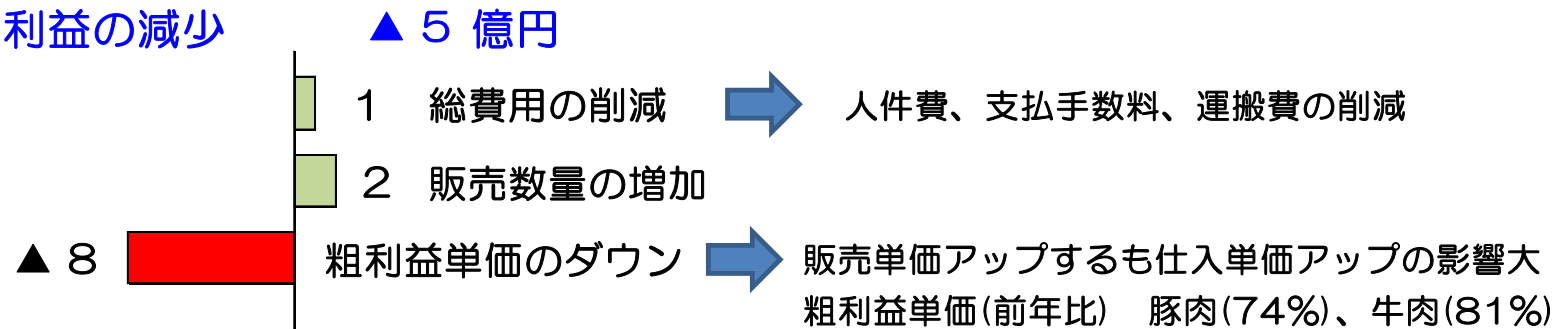 利益の減少　▲ 5 億円
1　総費用の削減　人件費、支払手数料、運搬費の削減
2　販売数量の増加
▲ 8　粗利益単価のダウン　販売単価アップするも仕入単価アップの影響大
粗利益単価(前年比)　豚肉(74%)、牛肉(81%)